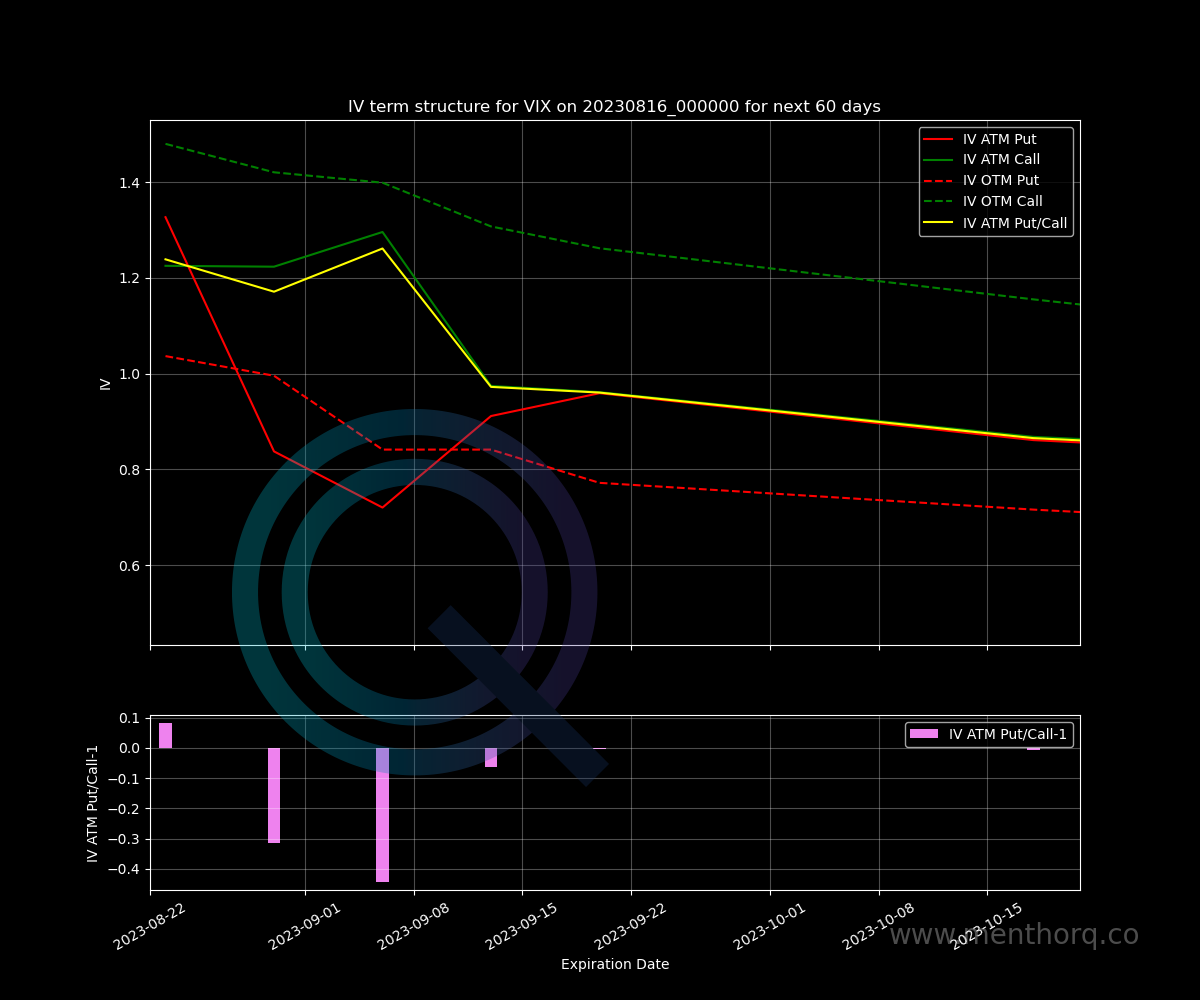 IV term structure for VIX on 20230816_000000 for next 60 days
IV ATM Put
IV ATM Call
IV OTM Put
IV OTM Call
IV ATM Put/Call
1.4
1.2
1.0
0.8
0.6
IV
IV ATM Put/Call-1
0.1
0.0
−0.1
−0.2
−0.3
−0.4
IV ATM Put/Call-1
2023-08-22
2023-09-01
2023-09-08
2023-09-15
2023-09-22
2023-10-01
2023-10-08
2023-10-15
www.menthorq.co
Expiration Date